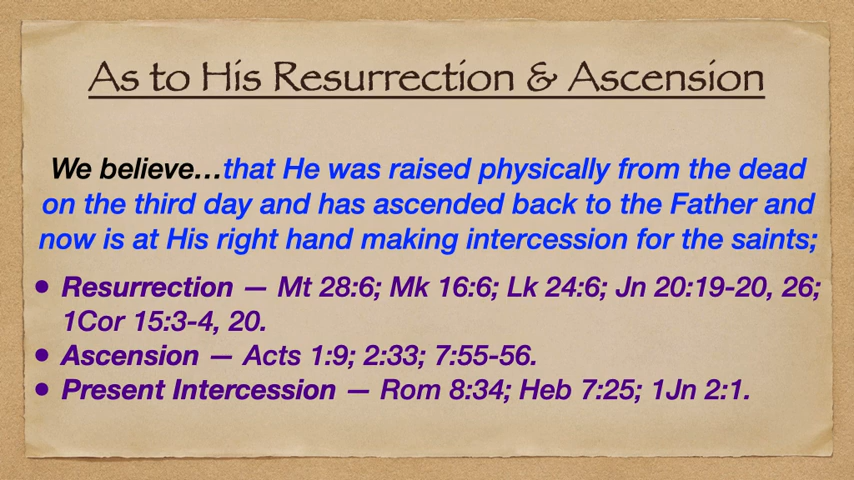 As to His Resurrection & Ascension
We believe…that He was raised physically from the dead
on the third day and has ascended back to the Father and
now is at His right hand making intercession for the saints;
• Resurrection — Mt 28:6; Mk 16:6; Lk 24:6; Jn 20:19-20, 26;
1Cor 15:3-4, 20.
• Ascension — Acts 1:9; 2:33; 7:55-56.
• Present Intercession — Rom 8:34; Heb 7:25; 1Jn 2:1.